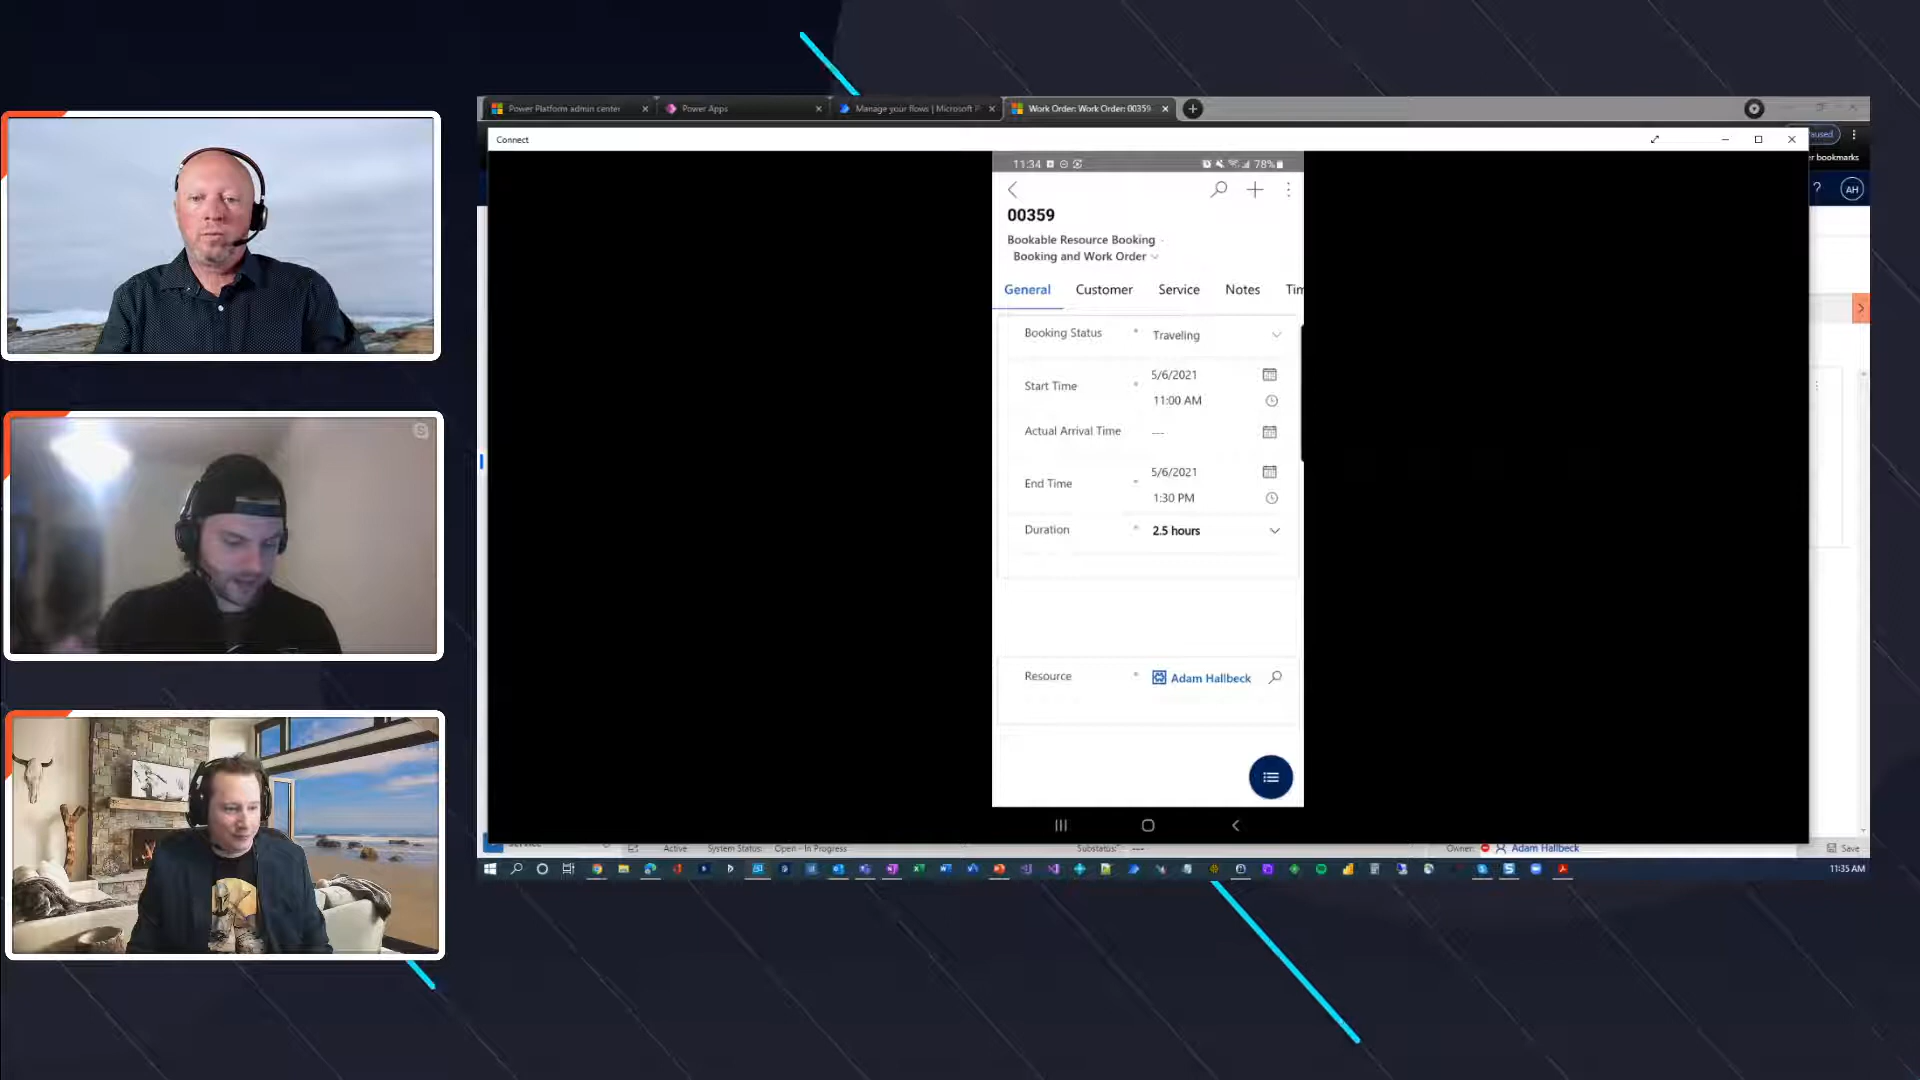 Power Platform admin center
Power Apps
Manage your flows | Microsoft P
Work Order: Work Order: 00359
Connect
bookmarks
?
AH
11:34
78%
00359
Bookable Resource Booking ·
Booking and Work Order
General
Customer
Service
Notes
Tim
Booking Status * Traveling
Start Time * 5/6/2021
11:00 AM
Actual Arrival Time ---
End Time * 5/6/2021
1:30 PM
Duration * 2.5 hours
Resource * Adam Hallbeck
Active
System Status:
Open - In Progress
Substatus:
---
Owner:
Adam Hallbeck
Save
11:35 AM